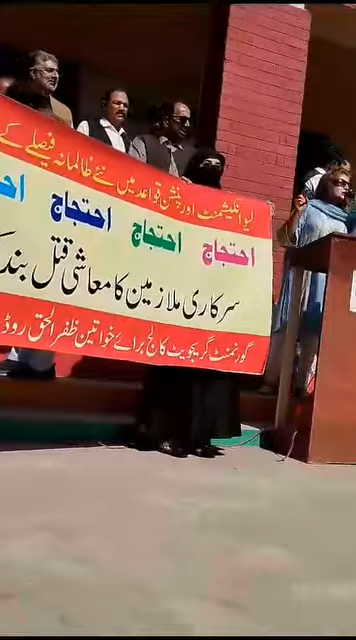 لیو انکیشمنٹ اور پنشن قواعد میں نئے ظالمانہ فیصلے کے
احتجاج احتجاج احتجاج
سرکاری ملازمین کا معاشی قتل بند
گورنمنٹ گریجویٹ کالج برائے خواتین ظفر الحق روڈ